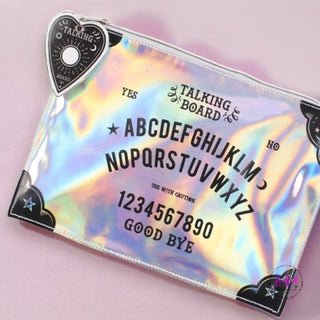 TALKING
BOARD
TALKING
BOARD
YES
NO
ABCDEFGHIJKLM
NOPQRSTUVWXYZ
USE WITH CAUTION
1234567890
GOOD BYE